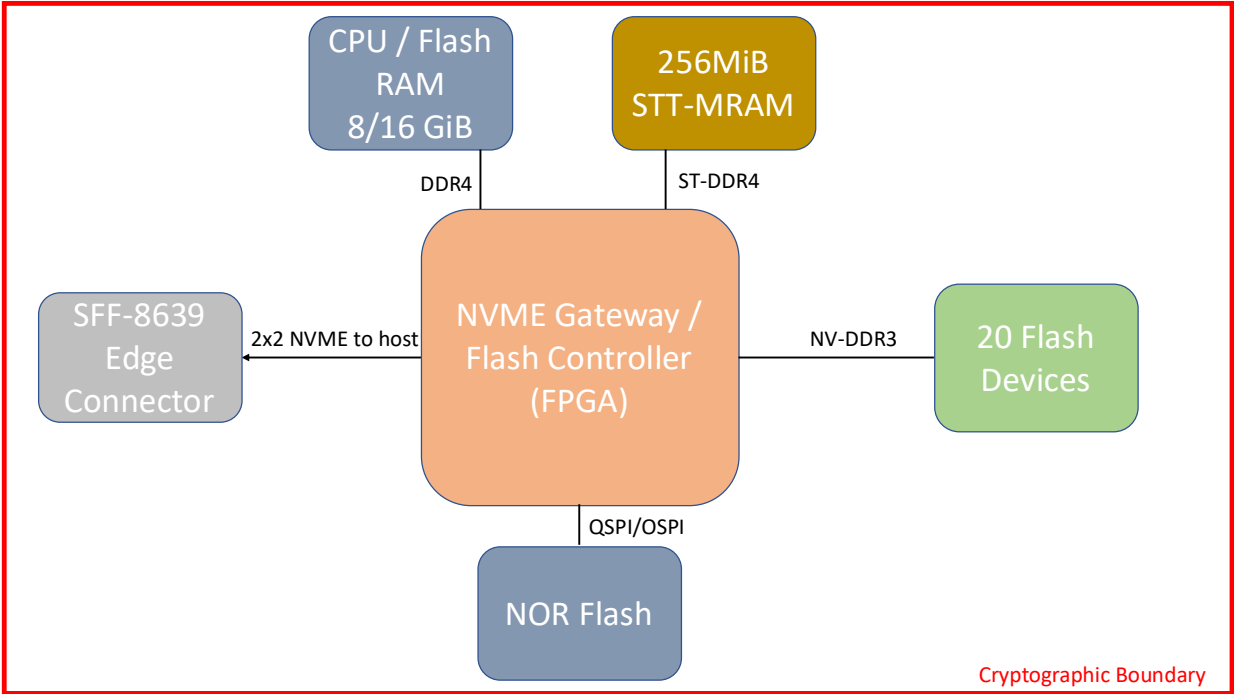 CPU / Flash
RAM
8/16 GiB
256MiB
STT-MRAM
DDR4
ST-DDR4
SFF-8639
Edge
Connector
2x2 NVME to host
NVME Gateway /
Flash Controller
(FPGA)
NV-DDR3
20 Flash
Devices
QSPI/OSPI
NOR Flash
Cryptographic Boundary